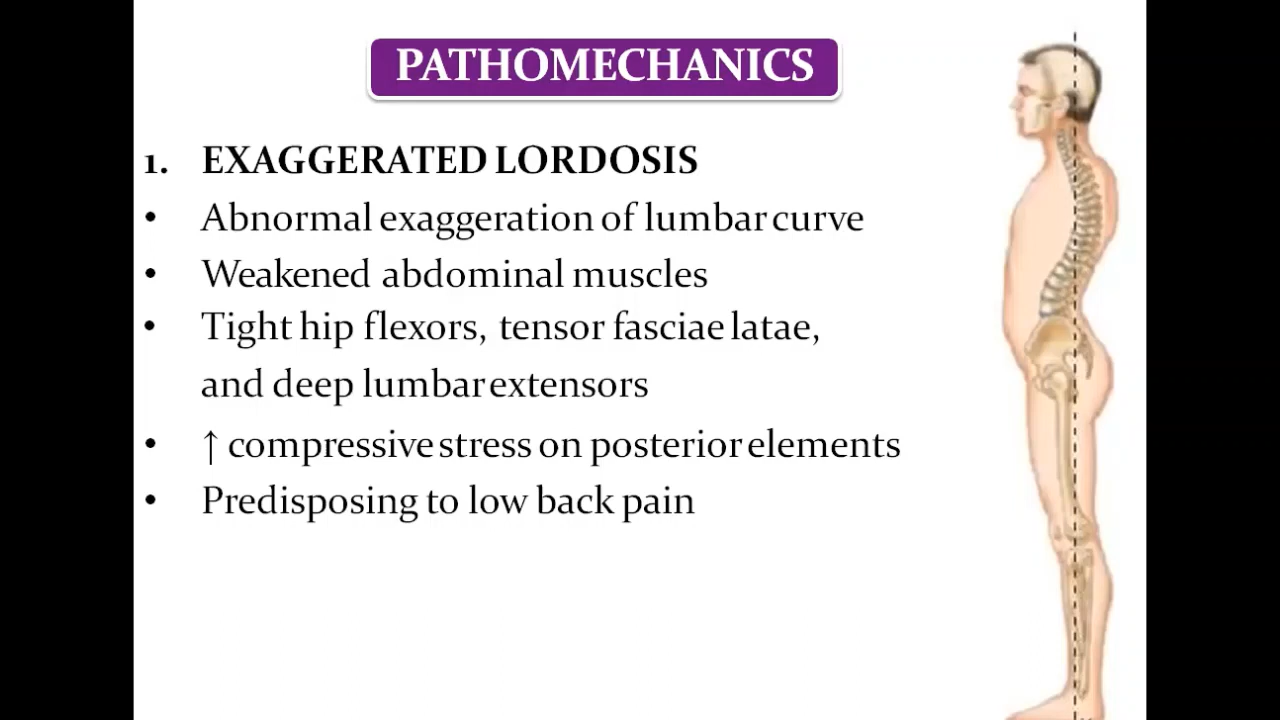 PATHOMECHANICS
1. EXAGGERATED LORDOSIS
• Abnormal exaggeration of lumbar curve
• Weakened abdominal muscles
• Tight hip flexors, tensor fasciae latae,
and deep lumbar extensors
• ↑ compressive stress on posterior elements
• Predisposing to low back pain